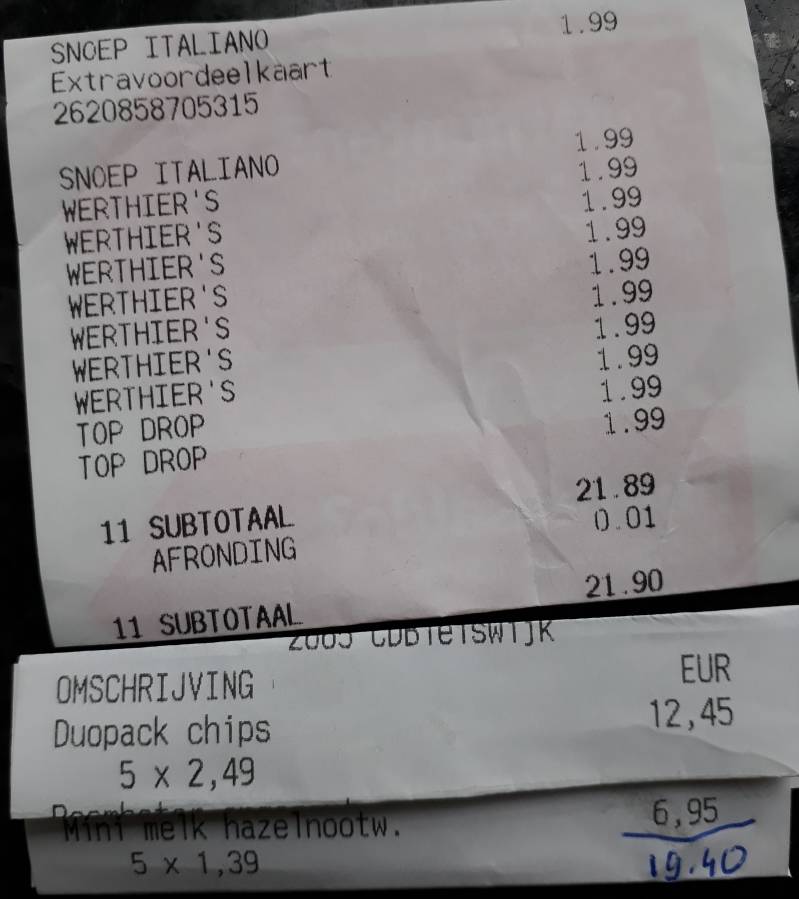 SNOEP ITALIANO 1.99
Extravoordeelkaart
2620858705315
SNOEP ITALIANO 1.99
WERTHIER'S 1.99
WERTHIER'S 1.99
WERTHIER'S 1.99
WERTHIER'S 1.99
WERTHIER'S 1.99
WERTHIER'S 1.99
WERTHIER'S 1.99
TOP DROP 1.99
TOP DROP 1.99
11 SUBTOTAAL 21.89
AFRONDING 0.01
11 SUBTOTAAL 21.90
OMSCHRIJVING EUR
Duopack chips 12,45
5 x 2,49
Mini melk hazelnootw. 6,95
5 x 1,39 19.40